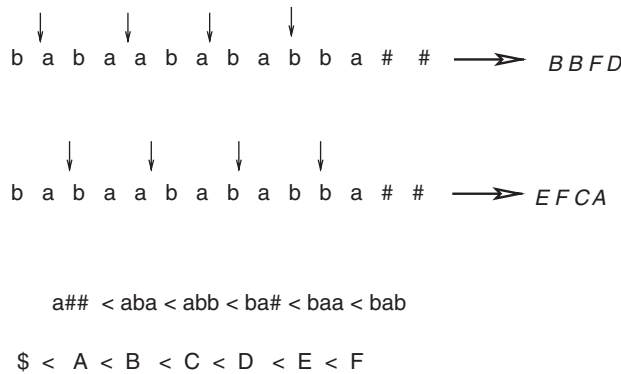 b a b a a b a b a b b a # # BBFD
b a b a a b a b a b b a # # EFCA
a## < aba < abb < ba# < baa < bab
$ < A < B < C < D < E < F